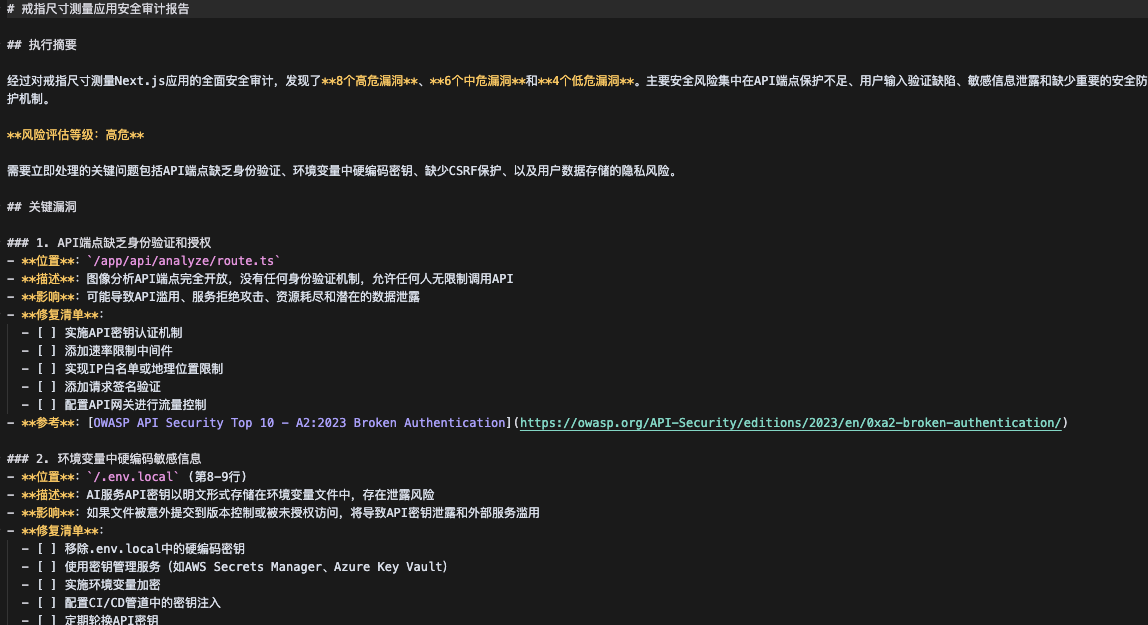 # 戒指尺寸测量应用安全审计报告
## 执行摘要
经过对戒指尺寸测量Next.js应用的全面安全审计，发现了**8个高危漏洞**、**6个中危漏洞**和**4个低危漏洞**。主要安全风险集中在API端点保护不足、用户输入验证缺陷、敏感信息泄露和缺少重要的安全防
护机制。
**风险评估等级：高危**
需要立即处理的关键问题包括API端点缺乏身份验证、环境变量中硬编码密钥、缺少CSRF保护、以及用户数据存储的隐私风险。
## 关键漏洞
### 1. API端点缺乏身份验证和授权
- **位置**: `/app/api/analyze/route.ts`
- **描述**: 图像分析API端点完全开放，没有任何身份验证机制，允许任何人无限制调用API
- **影响**: 可能导致API滥用、服务拒绝攻击、资源耗尽和潜在的数据泄露
- **修复清单**:
- [ ] 实施API密钥认证机制
- [ ] 添加速率限制中间件
- [ ] 实现IP白名单或地理位置限制
- [ ] 添加请求签名验证
- [ ] 配置API网关进行流量控制
- **参考**: [OWASP API Security Top 10 - A2:2023 Broken Authentication](https://owasp.org/API-Security/editions/2023/en/0xa2-broken-authentication/)
### 2. 环境变量中硬编码敏感信息
- **位置**: `/.env.local` (第8-9行)
- **描述**: AI服务API密钥以明文形式存储在环境变量文件中，存在泄露风险
- **影响**: 如果文件被意外提交到版本控制或被未授权访问，将导致API密钥泄露和外部服务滥用
- **修复清单**:
- [ ] 移除.env.local中的硬编码密钥
- [ ] 使用密钥管理服务（如AWS Secrets Manager、Azure Key Vault）
- [ ] 实施环境变量加密
- [ ] 配置CI/CD管道中的密钥注入
- [ ] 定期轮换API密钥